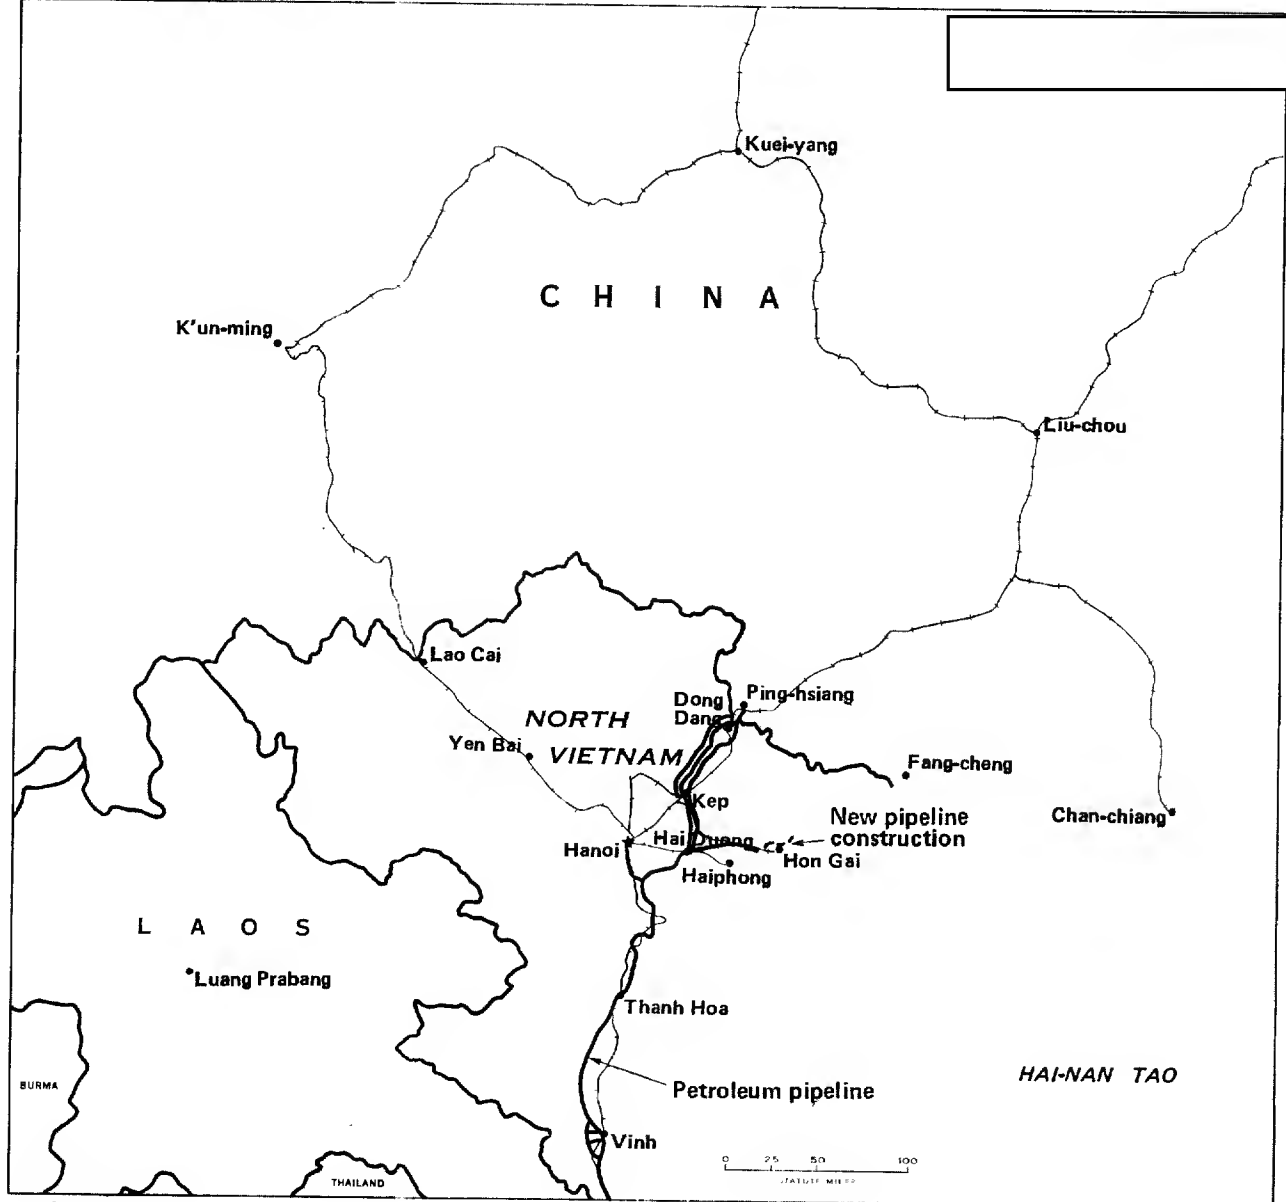 Kuei-yang
CHINA
K'un-ming
Liu-chou
Lao Cai
Ping-hsiang
Dong
Dang
NORTH
VIETNAM
Yen Bai
Fang-cheng
Kep
New pipeline
construction
Chan-chiang
Hanoi
Hai Duong
Hon Gai
Haiphong
LAOS
Luang Prabang
Thanh Hoa
HAI-NAN TAO
BURMA
Petroleum pipeline
Vinh
0 25 50 100
STATUTE MILES
THAILAND